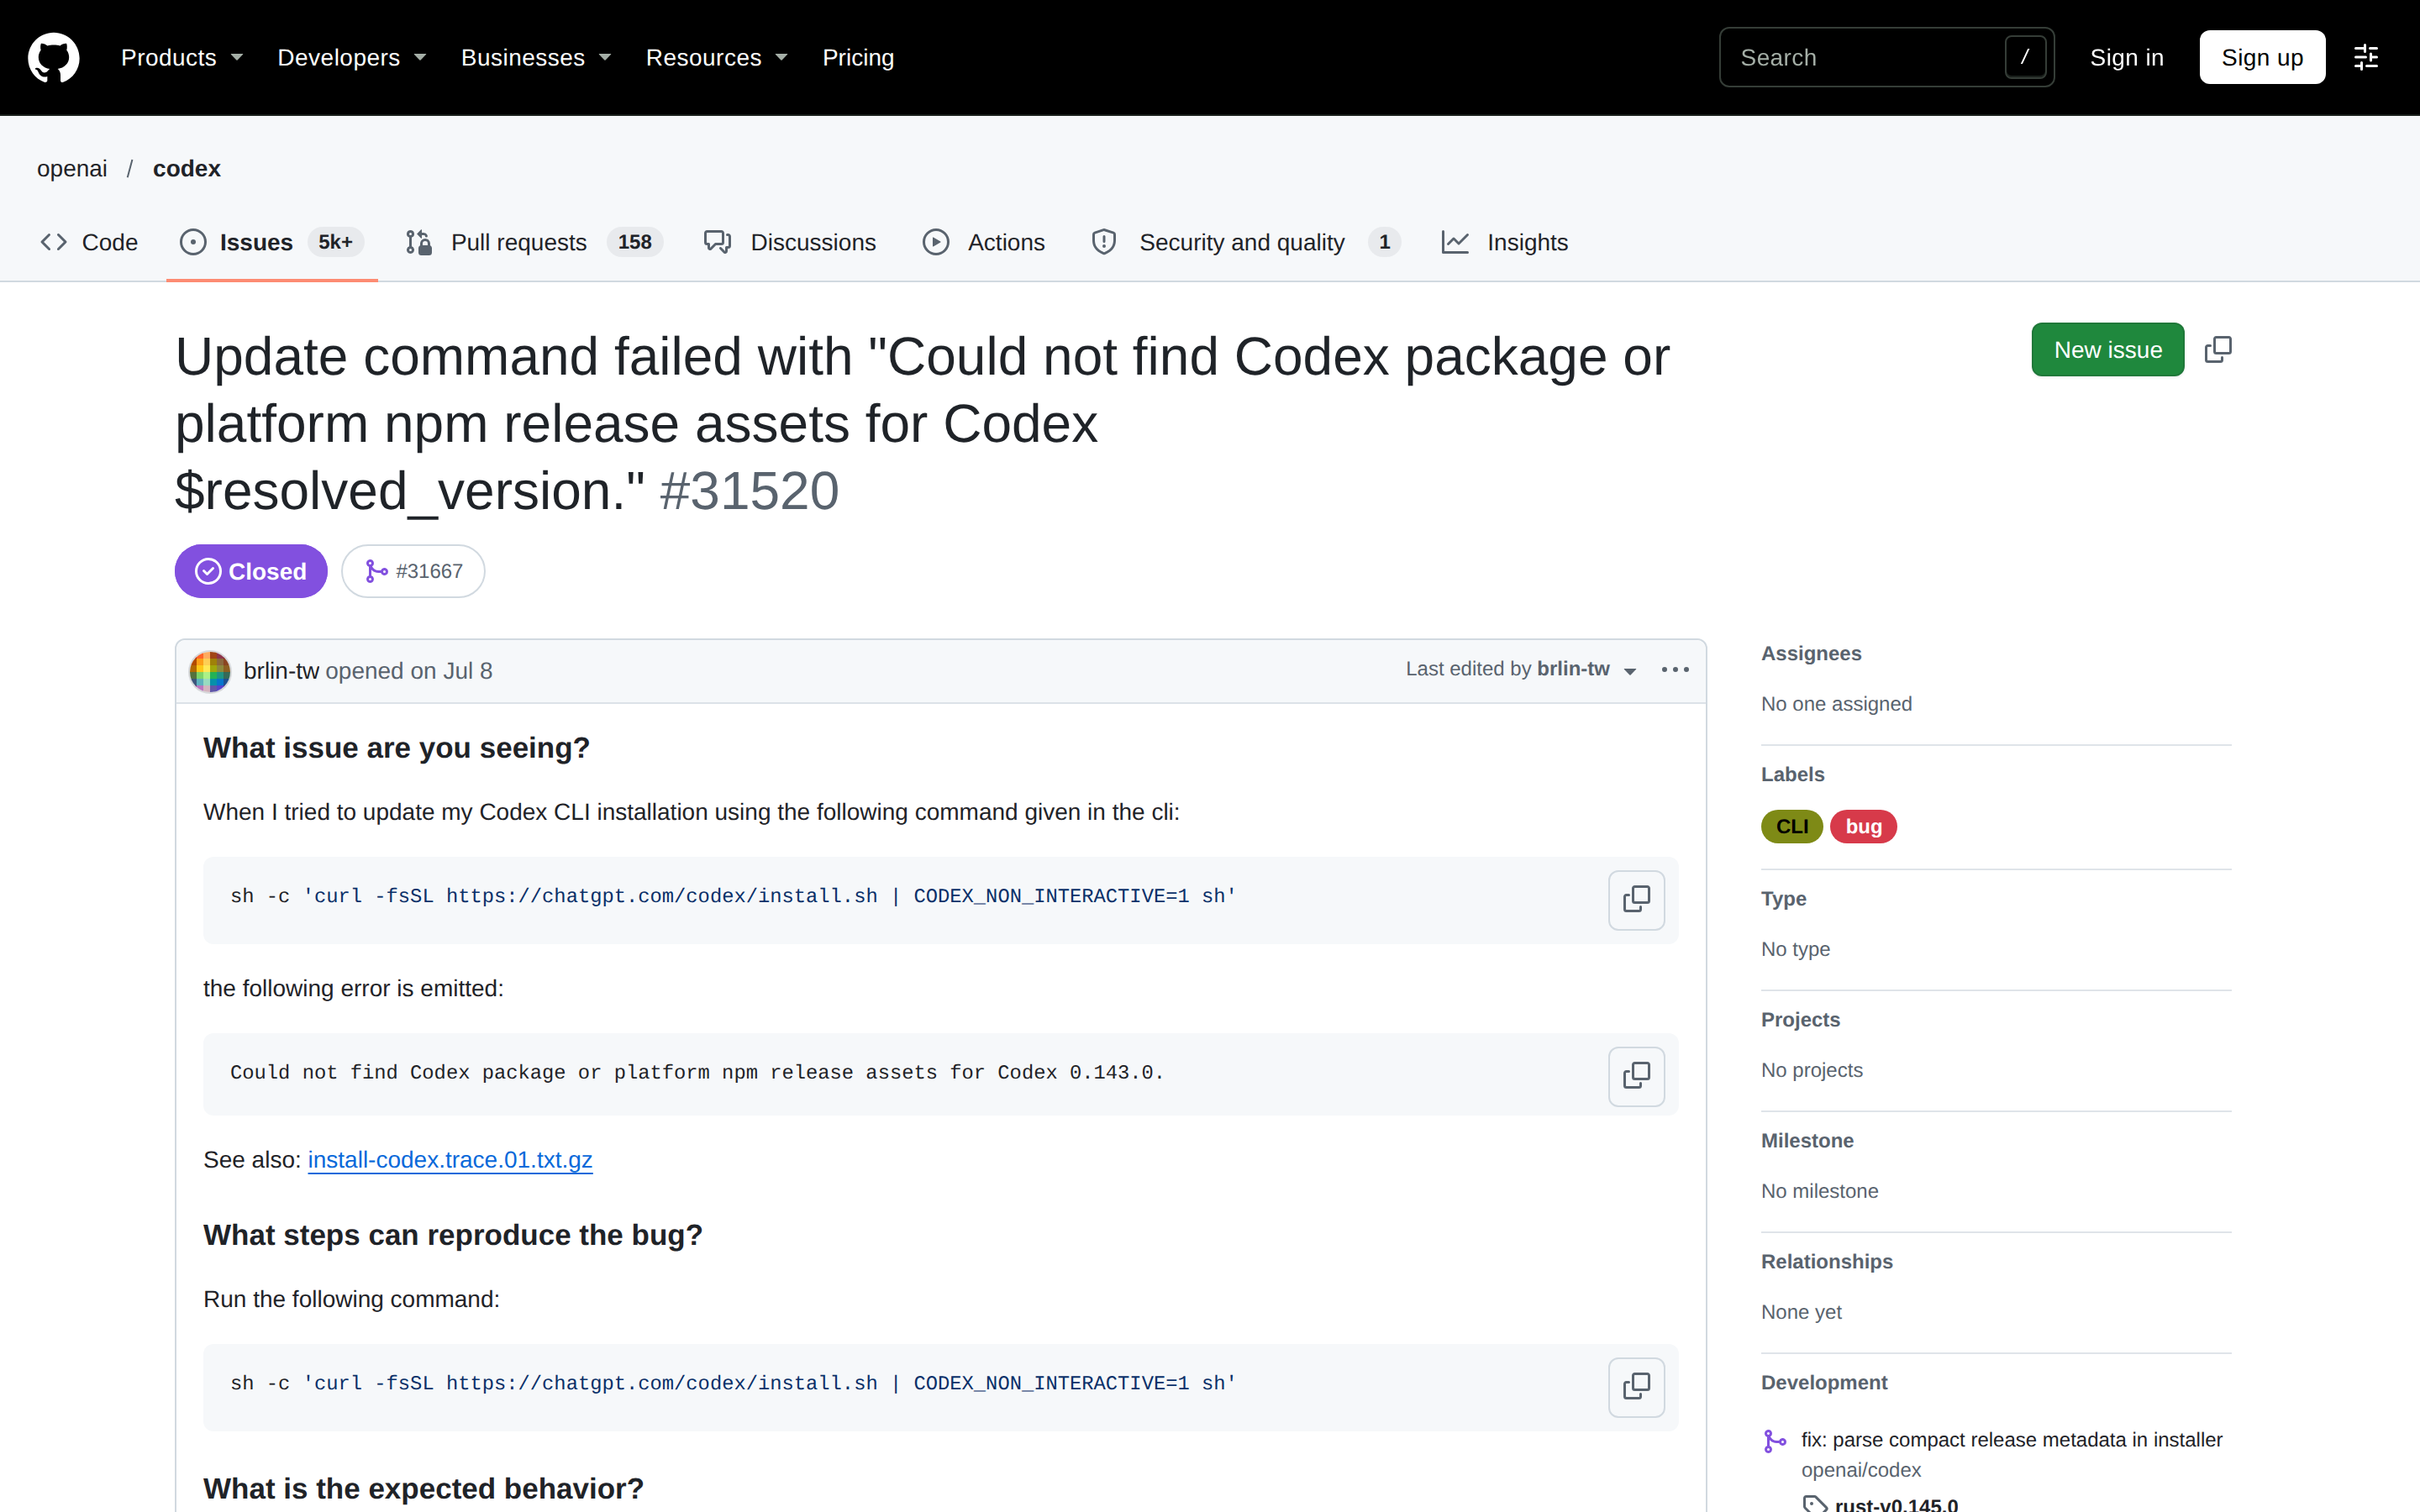 Products Developers Businesses Resources Pricing Search / Sign in Sign up
openai / codex
Code Issues 5k+ Pull requests 158 Discussions Actions Security and quality 1 Insights
Update command failed with "Could not find Codex package or
platform npm release assets for Codex
$resolved_version." #31520
New issue
Closed #31667
brlin-tw opened on Jul 8 Last edited by brlin-tw
What issue are you seeing?
When I tried to update my Codex CLI installation using the following command given in the cli:
sh -c 'curl -fsSL https://chatgpt.com/codex/install.sh | CODEX_NON_INTERACTIVE=1 sh'
the following error is emitted:
Could not find Codex package or platform npm release assets for Codex 0.143.0.
See also: install-codex.trace.01.txt.gz
What steps can reproduce the bug?
Run the following command:
sh -c 'curl -fsSL https://chatgpt.com/codex/install.sh | CODEX_NON_INTERACTIVE=1 sh'
What is the expected behavior?
Assignees
No one assigned
Labels
CLI bug
Type
No type
Projects
No projects
Milestone
No milestone
Relationships
None yet
Development
fix: parse compact release metadata in installer
openai/codex
rust-v0.145.0